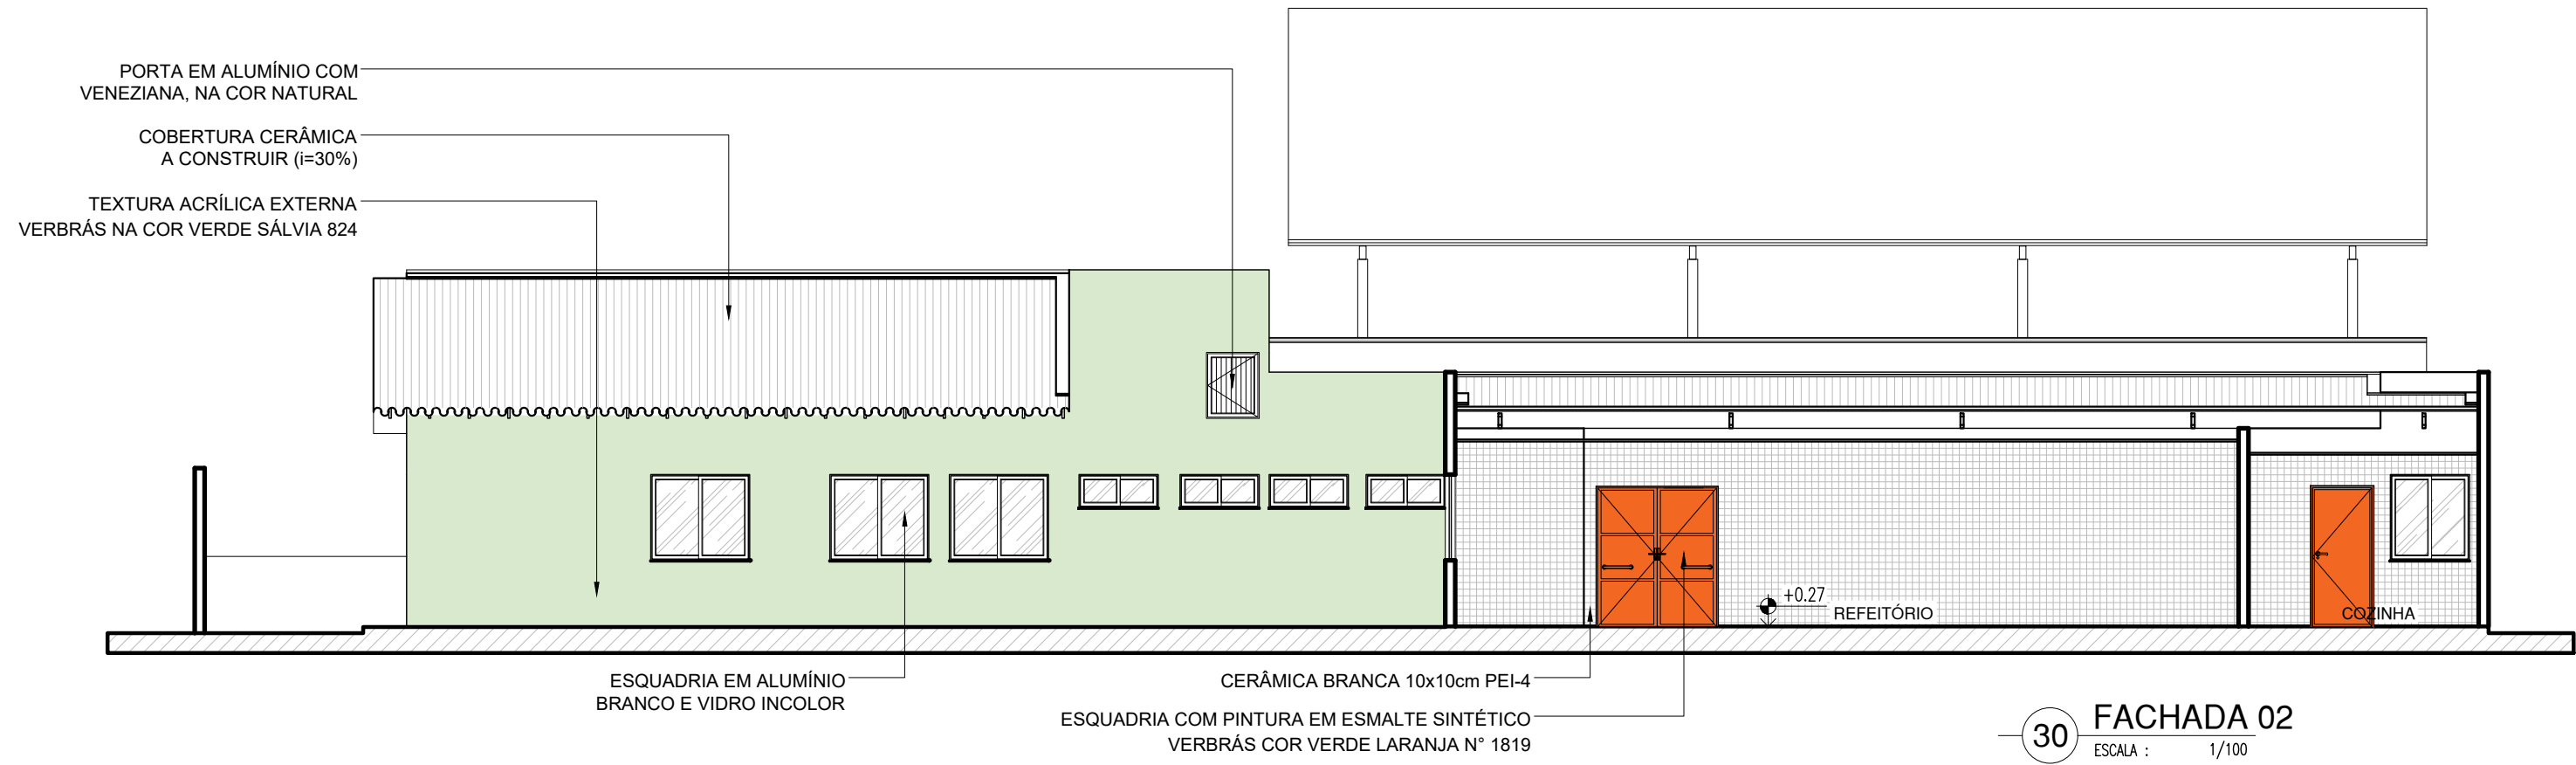 PORTA EM ALUMÍNIO COM
VENEZIANA, NA COR NATURAL
COBERTURA CERÂMICA
A CONSTRUIR (i=30%)
TEXTURA ACRÍLICA EXTERNA
VERBRÁS NA COR VERDE SÁLVIA 824
+0.27
REFEITÓRIO
COZINHA
ESQUADRIA EM ALUMÍNIO
BRANCO E VIDRO INCOLOR
CERÂMICA BRANCA 10x10cm PEI-4
ESQUADRIA COM PINTURA EM ESMALTE SINTÉTICO
VERBRÁS COR VERDE LARANJA N° 1819
30 FACHADA 02
ESCALA : 1/100